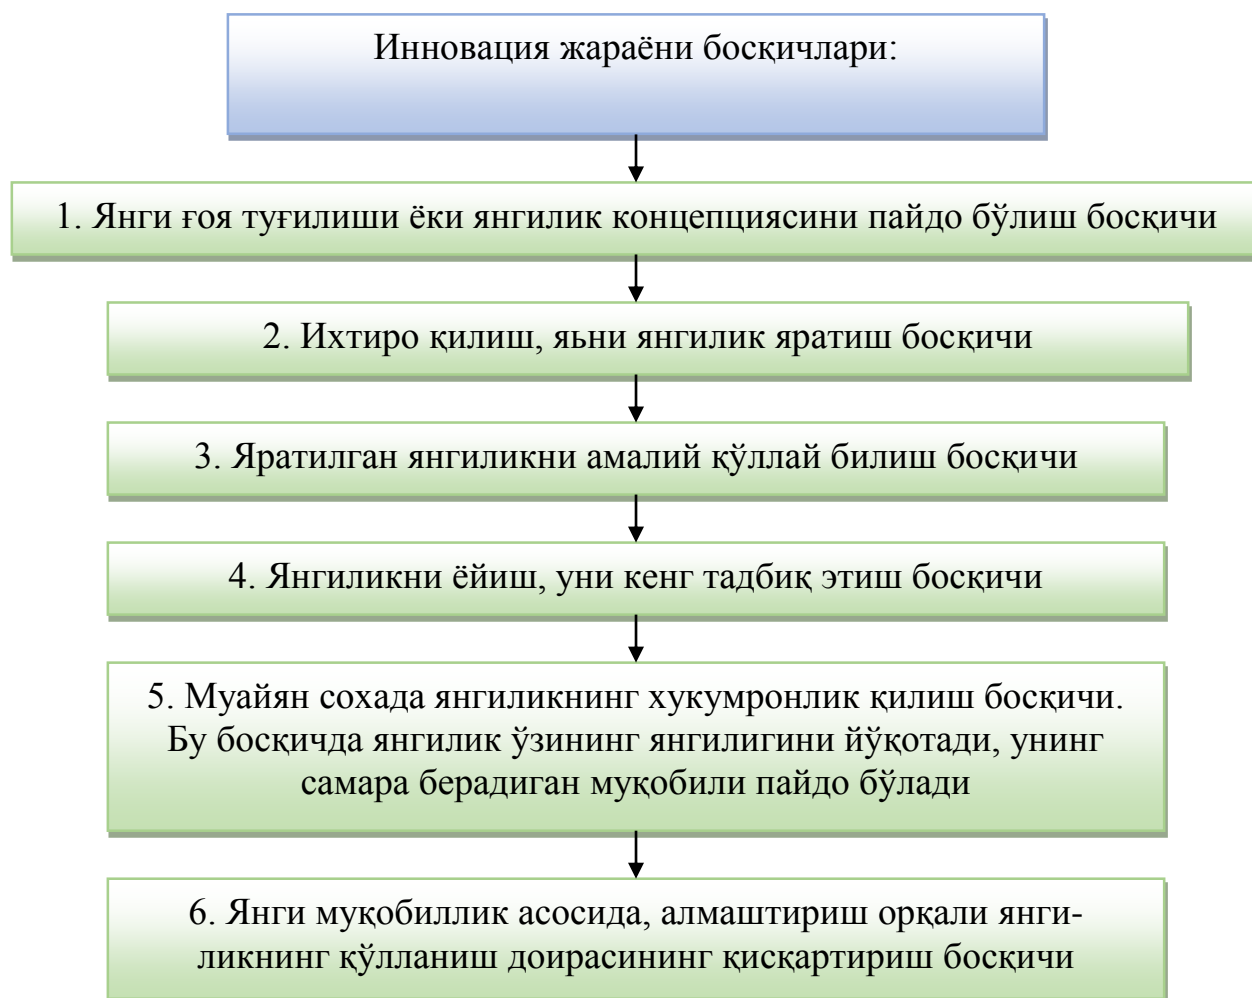 Инновация жараёни босқичлари:
1. Янги ғоя туғилиши ёки янгилик концепциясини пайдо бўлиш босқичи
2. Ихтиро қилиш, яьни янгилик яратиш босқичи
3. Яратилган янгиликни амалий қўллай билиш босқичи
4. Янгиликни ёйиш, уни кенг тадбиқ этиш босқичи
5. Муайян сохада янгиликнинг хукумронлик қилиш босқичи.
Бу босқичда янгилик ўзининг янгилигини йўқотади, унинг
самара берадиган муқобили пайдо бўлади
6. Янги муқобиллик асосида, алмаштириш орқали янги-
ликнинг қўлланиш доирасининг қисқартириш босқичи